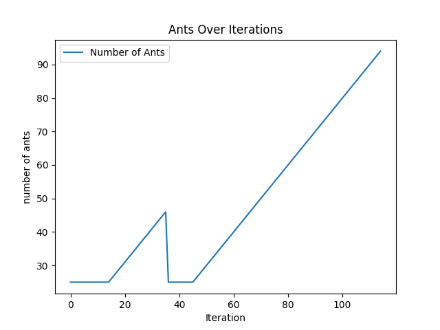 Ants Over Iterations
Number of Ants
number of ants
90
80
70
60
50
40
30
0 20 40 60 80 100
Iteration